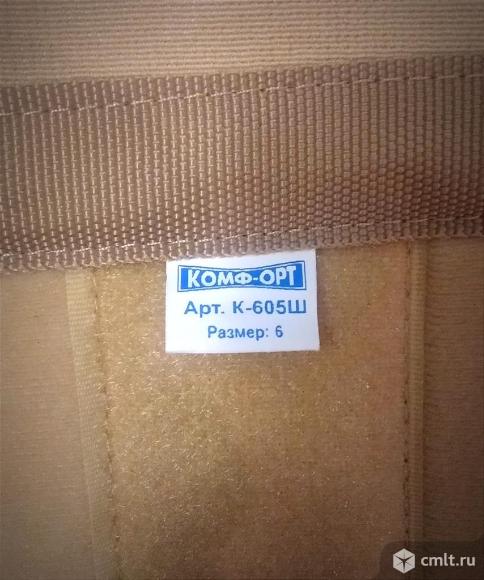 КОМФ-ОРТ
Арт. К-605Ш
Размер: 6
cmlt.ru